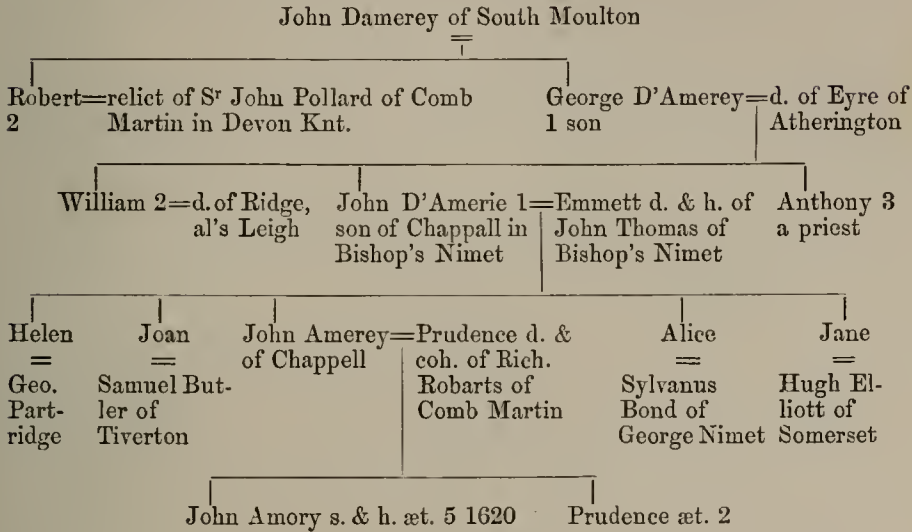 John Damerey of South Moulton
=
Robert=relict of Sʳ John Pollard of Comb
2 Martin in Devon Knt.
George D'Amerey=d. of Eyre of
1 son Atherington
William 2=d. of Ridge,
al's Leigh
John D'Amerie 1=Emmett d. & h. of
son of Chappall in John Thomas of
Bishop's Nimet Bishop's Nimet
Anthony 3
a priest
Helen
=
Geo.
Part-
ridge
Joan
=
Samuel But-
ler of
Tiverton
John Amerey=Prudence d. &
of Chappell coh. of Rich.
Robarts of
Comb Martin
Alice
=
Sylvanus
Bond of
George Nimet
Jane
=
Hugh El-
liott of
Somerset
John Amory s. & h. æt. 5 1620
Prudence æt. 2